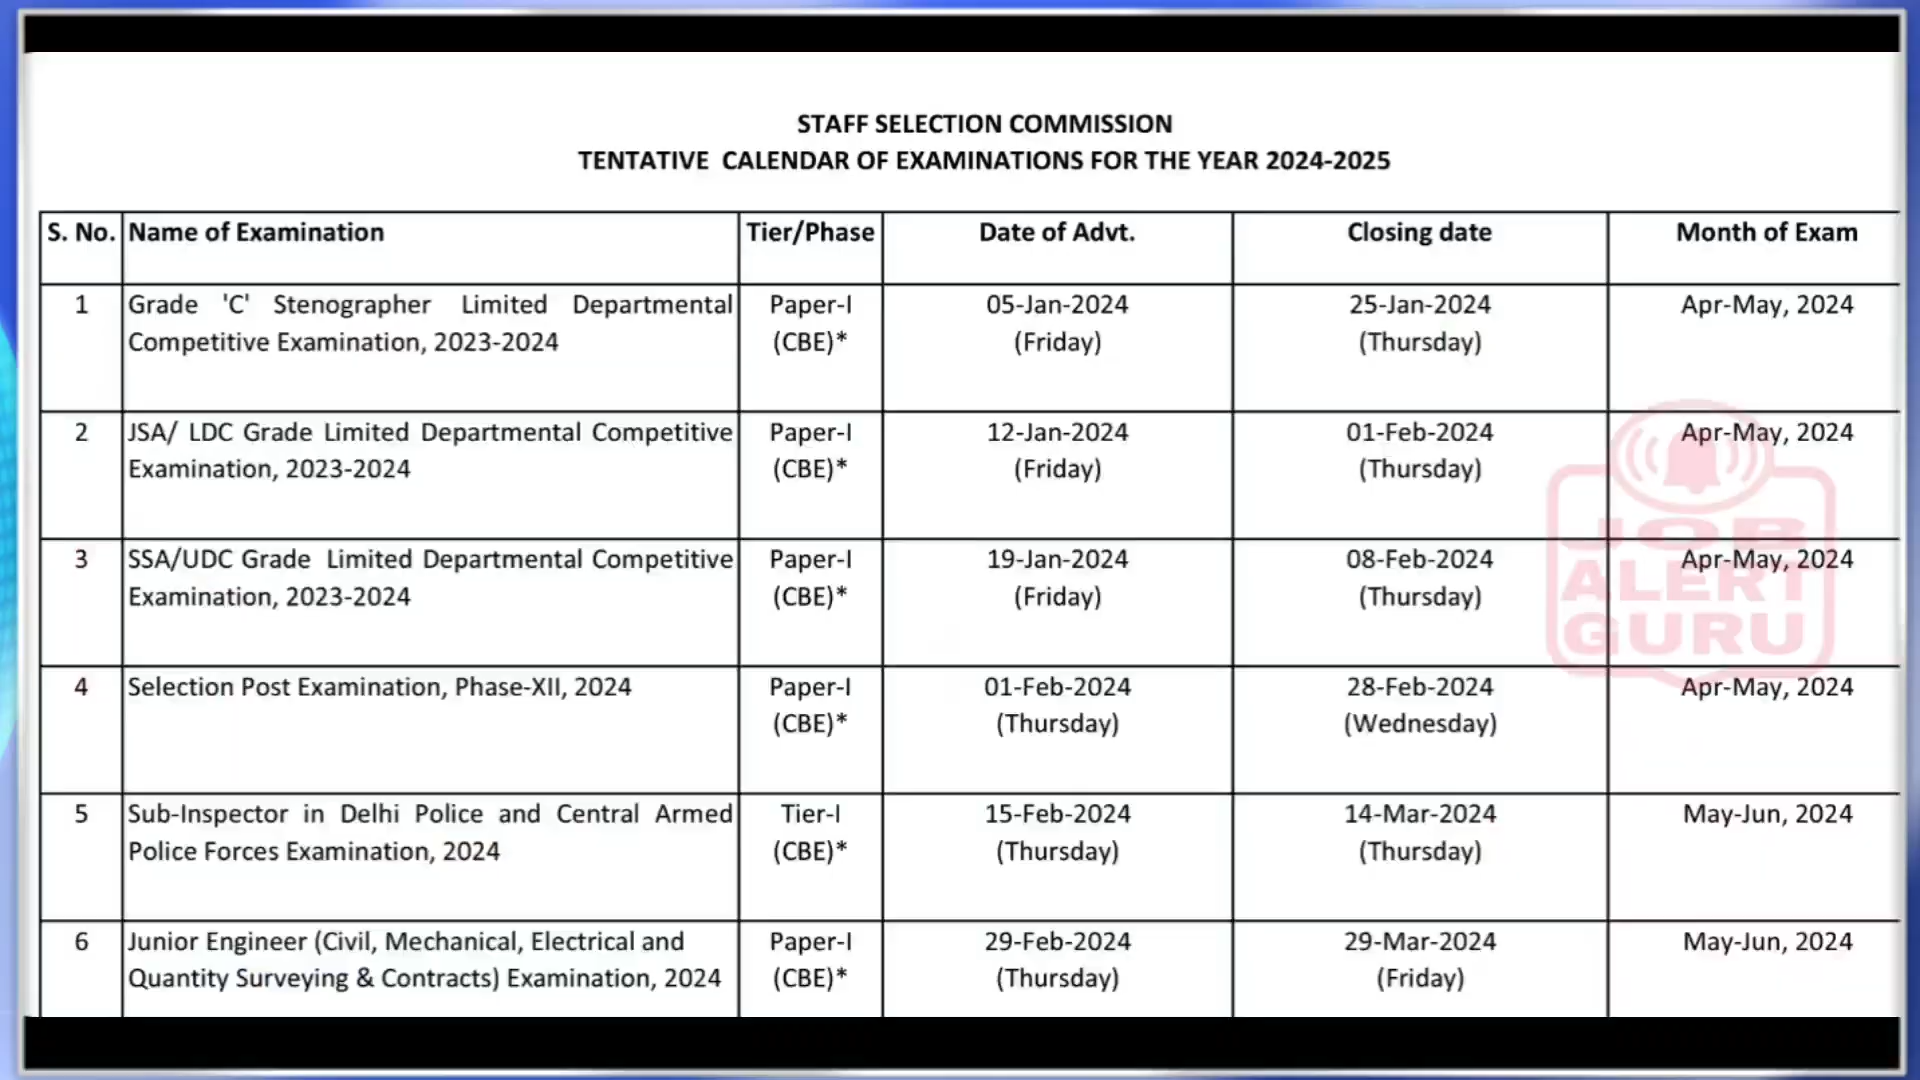 STAFF SELECTION COMMISSION
TENTATIVE CALENDAR OF EXAMINATIONS FOR THE YEAR 2024-2025
S. No. Name of Examination Tier/Phase Date of Advt. Closing date Month of Exam
1 Grade 'C' Stenographer Limited Departmental Paper-I 05-Jan-2024 25-Jan-2024 Apr-May, 2024
Competitive Examination, 2023-2024 (CBE)* (Friday) (Thursday)
2 JSA/ LDC Grade Limited Departmental Competitive Paper-I 12-Jan-2024 01-Feb-2024 Apr-May, 2024
Examination, 2023-2024 (CBE)* (Friday) (Thursday)
JOB
3 SSA/UDC Grade Limited Departmental Competitive Paper-I 19-Jan-2024 08-Feb-2024 Apr-May, 2024
ALERT
Examination, 2023-2024 (CBE)* (Friday) (Thursday)
GURU
4 Selection Post Examination, Phase-XII, 2024 Paper-I 01-Feb-2024 28-Feb-2024 Apr-May, 2024
(CBE)* (Thursday) (Wednesday)
5 Sub-Inspector in Delhi Police and Central Armed Tier-I 15-Feb-2024 14-Mar-2024 May-Jun, 2024
Police Forces Examination, 2024 (CBE)* (Thursday) (Thursday)
6 Junior Engineer (Civil, Mechanical, Electrical and Paper-I 29-Feb-2024 29-Mar-2024 May-Jun, 2024
Quantity Surveying & Contracts) Examination, 2024 (CBE)* (Thursday) (Friday)